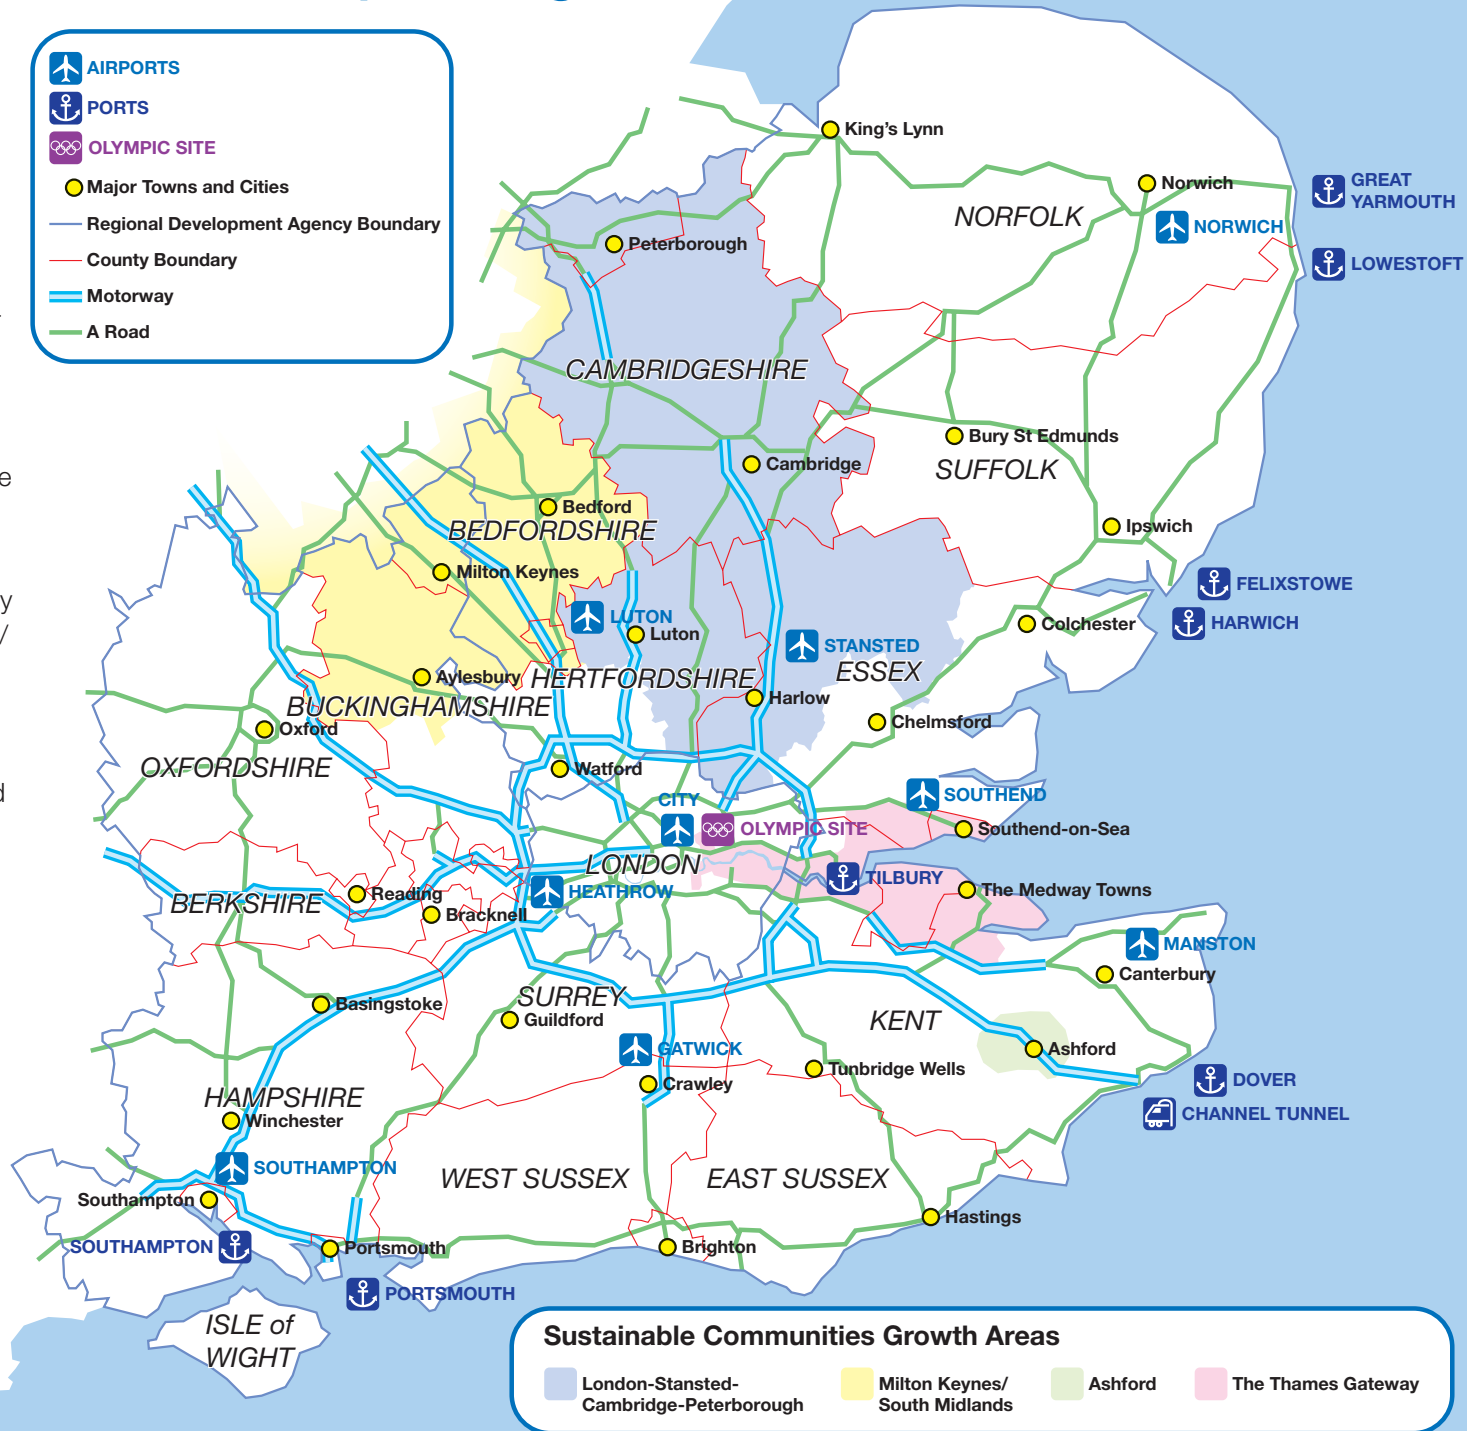 AIRPORTS
PORTS
OLYMPIC SITE
Major Towns and Cities
Regional Development Agency Boundary
County Boundary
Motorway
A Road
King's Lynn
Norwich
GREAT
YARMOUTH
NORFOLK
NORWICH
Peterborough
LOWESTOFT
CAMBRIDGESHIRE
Bury St Edmunds
Cambridge
SUFFOLK
e
Bedford
BEDFORDSHIRE
Ipswich
Milton Keynes
FELIXSTOWE
y
LUTON
Luton
Colchester
HARWICH
STANSTED
ESSEX
Aylesbury
HERTFORDSHIRE
Harlow
BUCKINGHAMSHIRE
Oxford
Chelmsford
OXFORDSHIRE
Watford
d
CITY
SOUTHEND
OLYMPIC SITE
Southend-on-Sea
LONDON
TILBURY
HEATHROW
The Medway Towns
Reading
BERKSHIRE
Bracknell
MANSTON
Canterbury
Basingstoke
SURREY
Guildford
KENT
GATWICK
Ashford
Tunbridge Wells
Crawley
DOVER
HAMPSHIRE
CHANNEL TUNNEL
Winchester
SOUTHAMPTON
WEST SUSSEX
EAST SUSSEX
Southampton
Hastings
SOUTHAMPTON
Portsmouth
Brighton
PORTSMOUTH
ISLE of
WIGHT
Sustainable Communities Growth Areas
London-Stansted-
Cambridge-Peterborough
Milton Keynes/
South Midlands
Ashford
The Thames Gateway